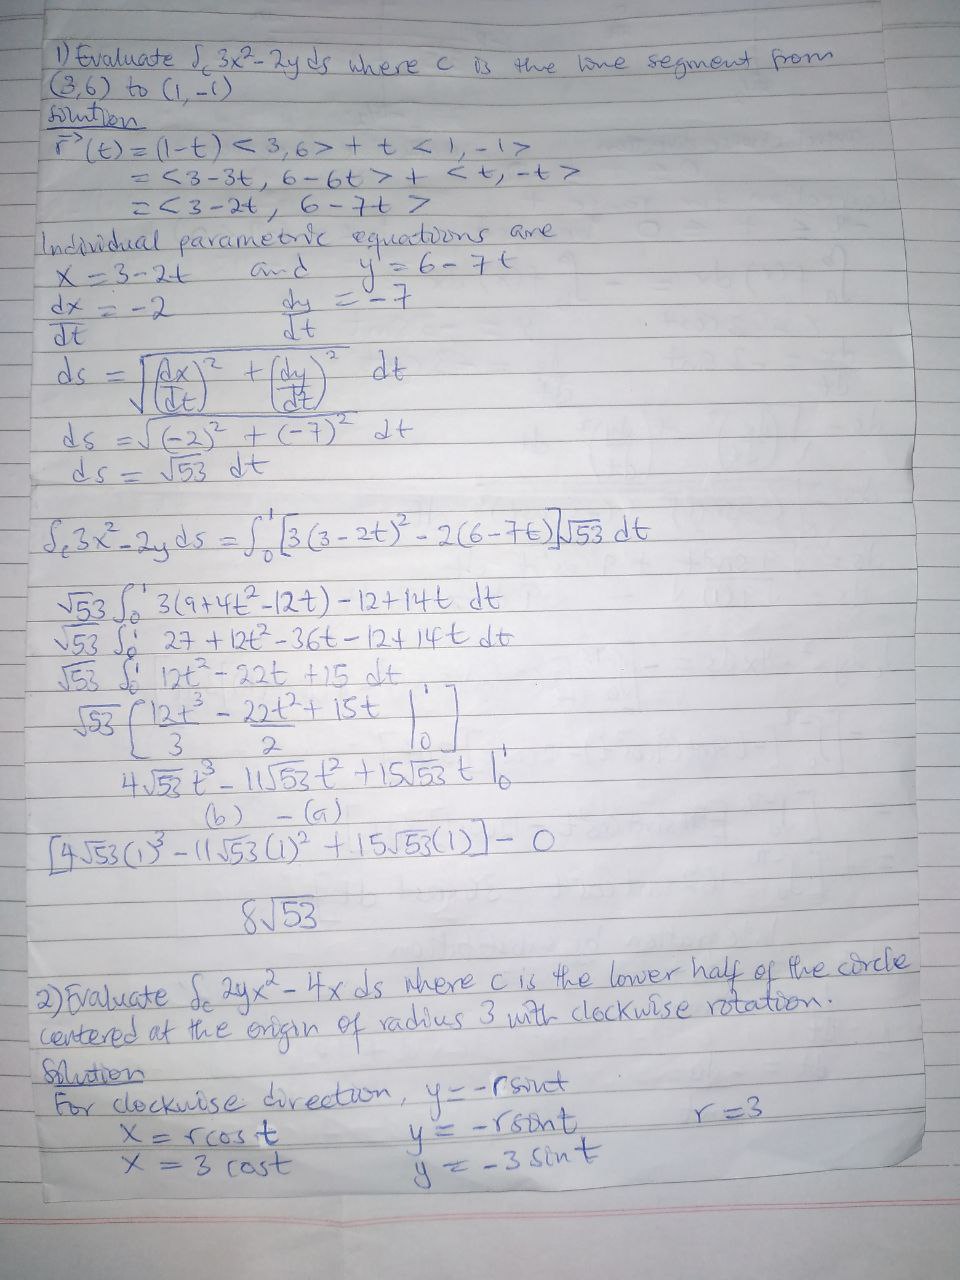 1) Evaluate ∫c 3x² - 2y ds where c is the line segment from
(3,6) to (1,-1)
Solution
r⃗(t) = (1-t) <3,6> + t <1,-1>
= <3-3t, 6-6t> + <t,-t>
= <3-2t, 6-7t>
Individual parametric equations are
x = 3-2t and y = 6-7t
dx/dt = -2 dy/dt = -7
ds = √((dx/dt)² + (dy/dt)²) dt
ds = √((-2)² + (-7)²) dt
ds = √53 dt
∫c 3x² - 2y ds = ∫₀¹ [3(3-2t)² - 2(6-7t)]√53 dt
√53 ∫₀¹ 3(9+4t²-12t) - 12+14t dt
√53 ∫₀¹ 27 + 12t² - 36t - 12 + 14t dt
√53 ∫₀¹ 12t² - 22t + 15 dt
√53 [12t³/3 - 22t²/2 + 15t |₀¹]
4√53 t³ - 11√53 t² + 15√53 t |₀¹
(b) - (a)
[4√53(1)³ - 11√53(1)² + 15√53(1)] - 0
8√53
2) Evaluate ∫c 2yx² - 4x ds where c is the lower half of the circle
centered at the origin of radius 3 with clockwise rotation.
Solution
For clockwise direction, y = -rsint
x = rcost y = -rsint r = 3
x = 3 cost y = -3 sint